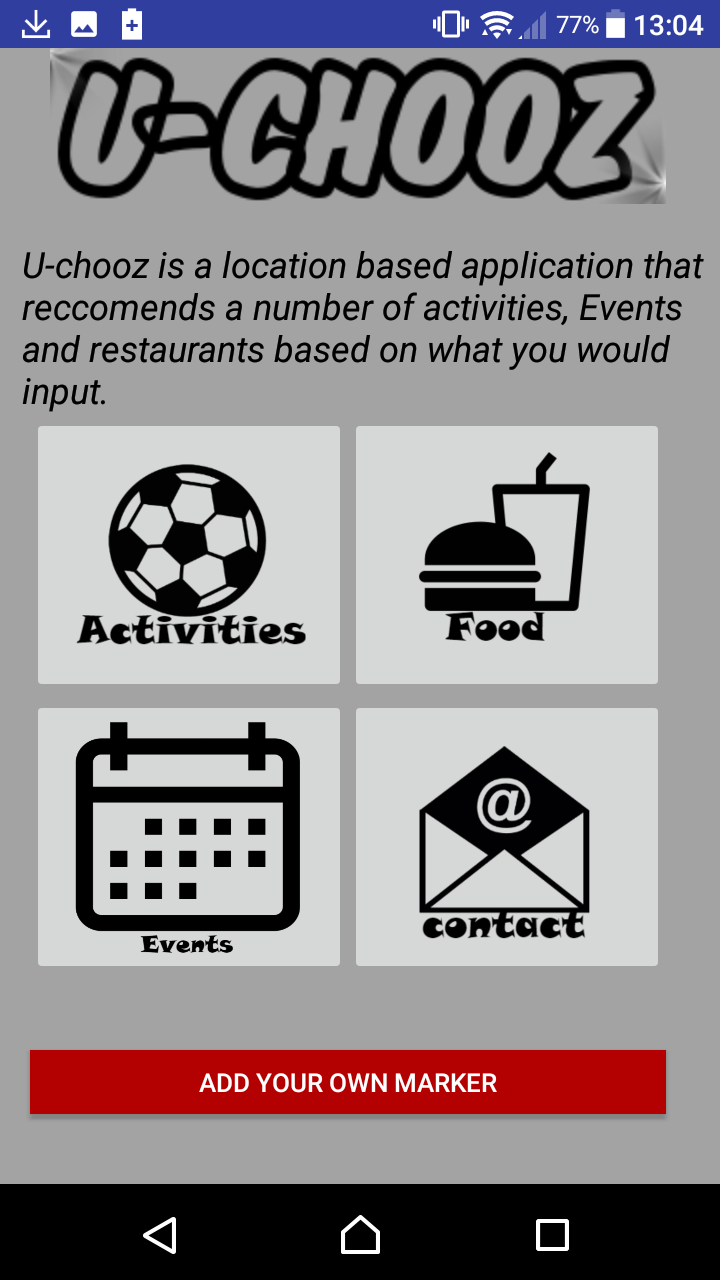 77% 13:04
U-CHOOZ
U-chooz is a location based application that
reccomends a number of activities, Events
and restaurants based on what you would
input.
Activities
Food
Events
@
contact
ADD YOUR OWN MARKER